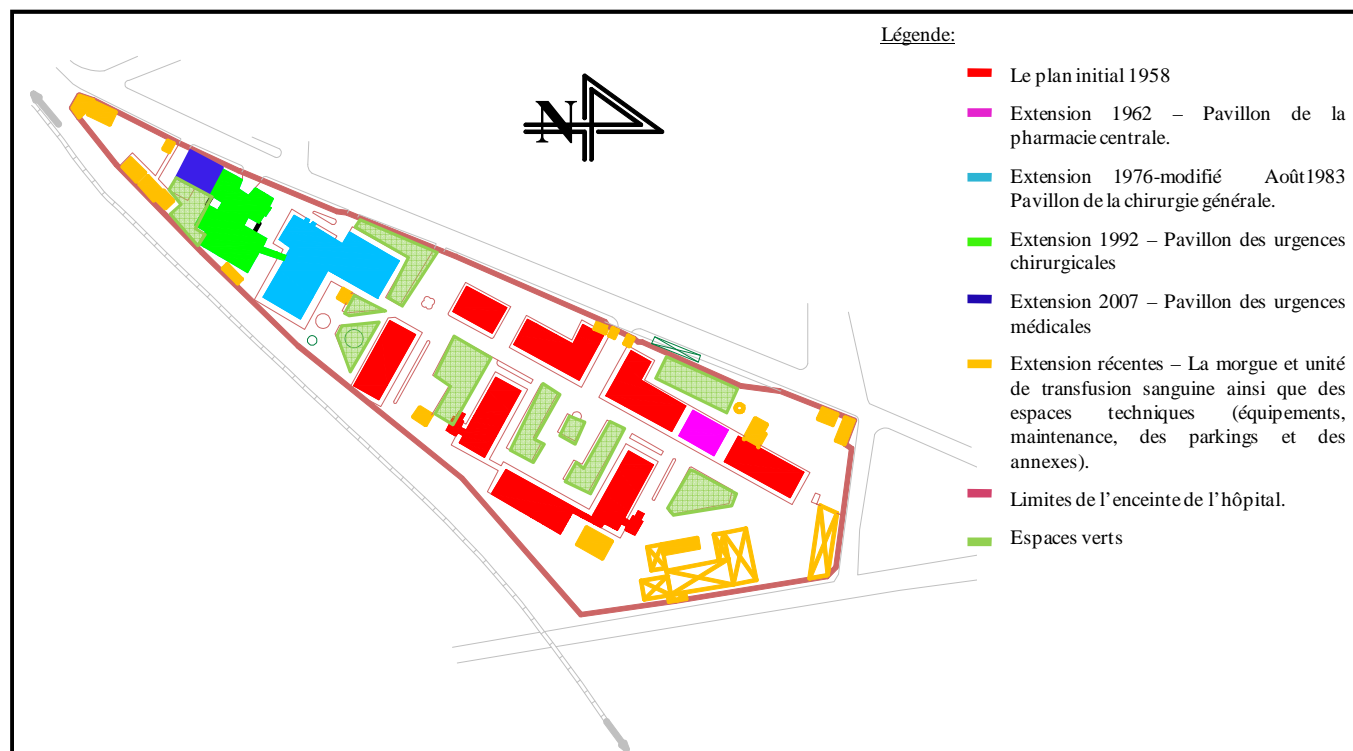 Légende:
N
Le plan initial 1958
Extension 1962 – Pavillon de la
pharmacie centrale.
Extension 1976-modifié Août1983
Pavillon de la chirurgie générale.
Extension 1992 – Pavillon des urgences
chirurgicales
Extension 2007 – Pavillon des urgences
médicales
Extension récentes – La morgue et unité
de transfusion sanguine ainsi que des
espaces techniques (équipements,
maintenance, des parkings et des
annexes).
Limites de l'enceinte de l'hôpital.
Espaces verts